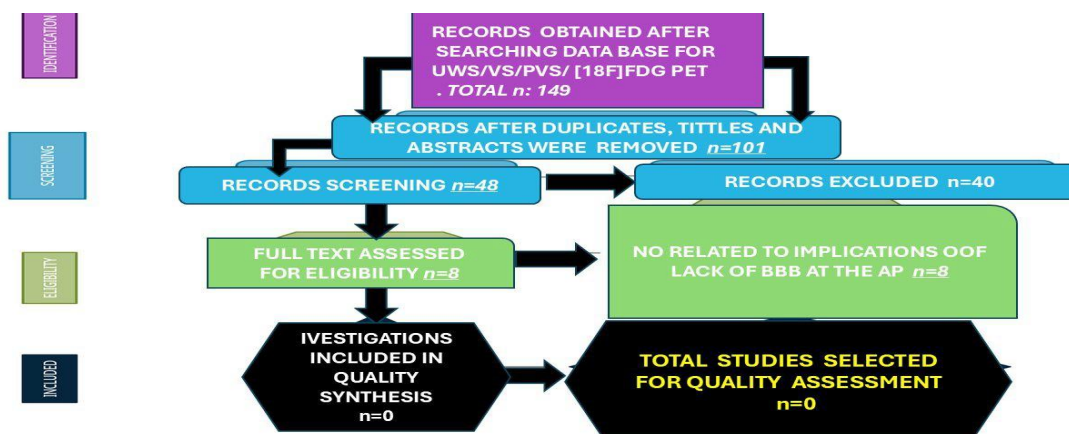 IDENTIFICATION
RECORDS OBTAINED AFTER
SEARCHING DATA BASE FOR
UWS/VS/PVS/ [18F]FDG PET
. TOTAL n: 149
RECORDS AFTER DUPLICATES, TITTLES AND
ABSTRACTS WERE REMOVED n=101
SCREENING
RECORDS SCREENING n=48
RECORDS EXCLUDED n=40
ELIGIBILITY
FULL TEXT ASSESSED
FOR ELIGIBILITY n=8
NO RELATED TO IMPLICATIONS OOF
LACK OF BBB AT THE AP n=8
INCLUDED
IVESTIGATIONS
INCLUDED IN
QUALITY
SYNTHESIS
n=0
TOTAL STUDIES SELECTED
FOR QUALITY ASSESSMENT
n=0